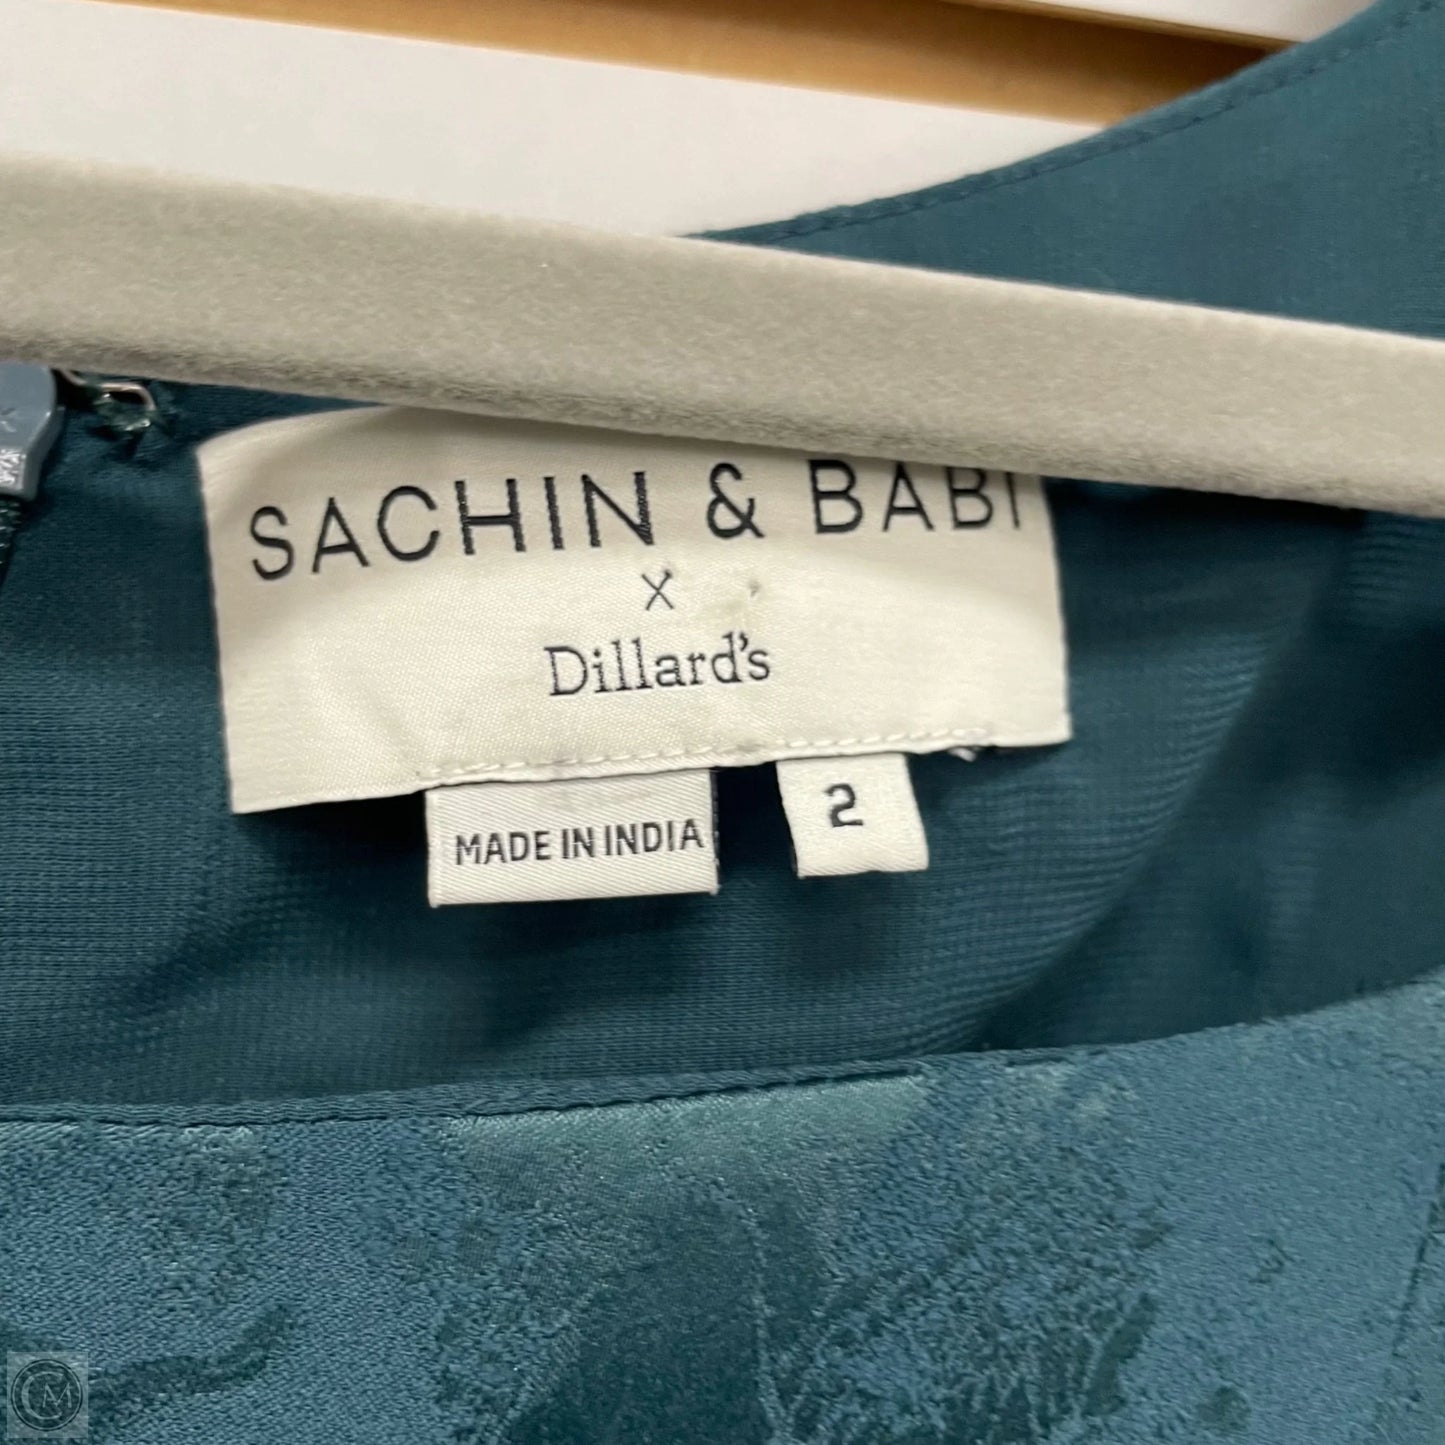 SACHIN & BABI
x
Dillard's
MADE IN INDIA
2